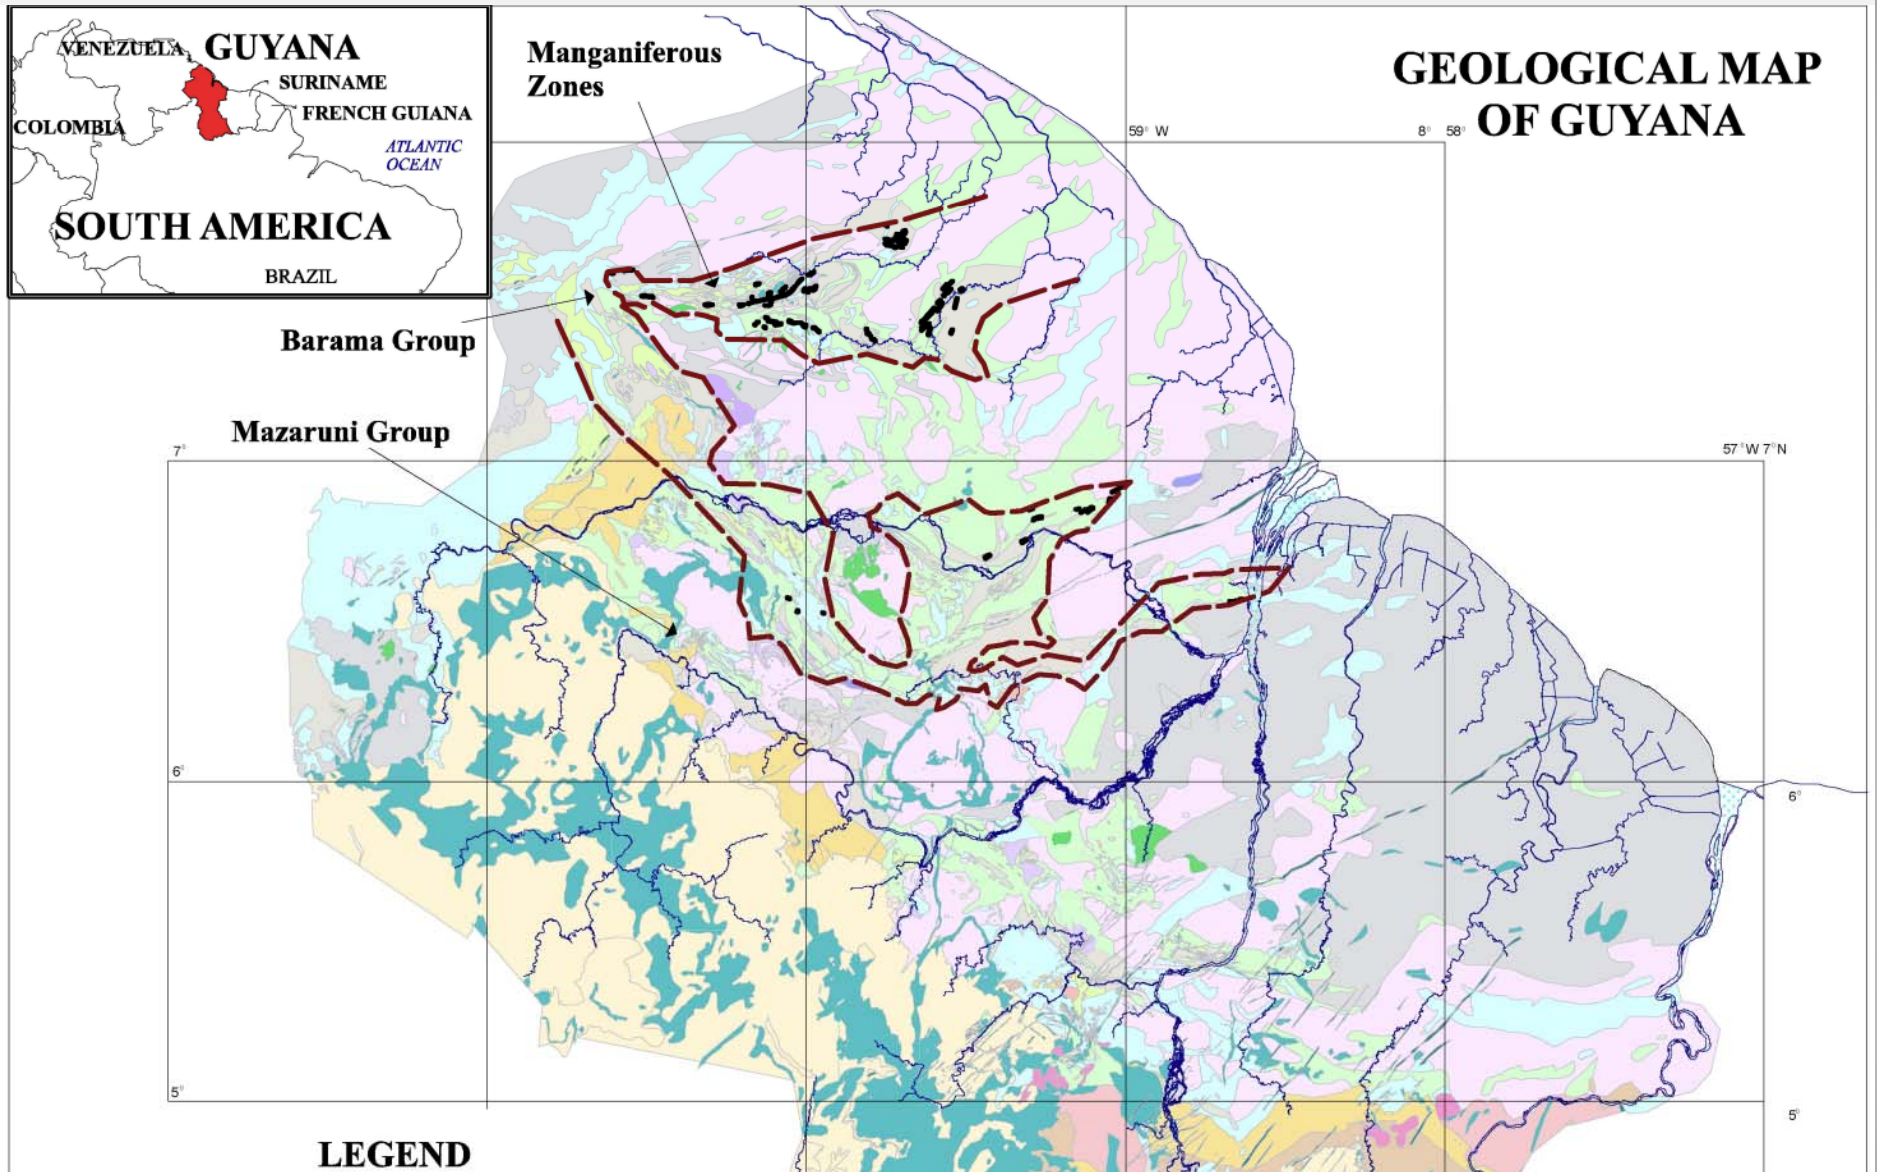 VENEZUELA
GUYANA
SURINAME
FRENCH GUIANA
COLOMBIA
ATLANTIC
OCEAN
SOUTH AMERICA
BRAZIL
Manganiferous
Zones
GEOLOGICAL MAP
OF GUYANA
59° W
8° 58°
Barama Group
Mazaruni Group
7°
57° W 7° N
6°
6°
5°
5°
LEGEND